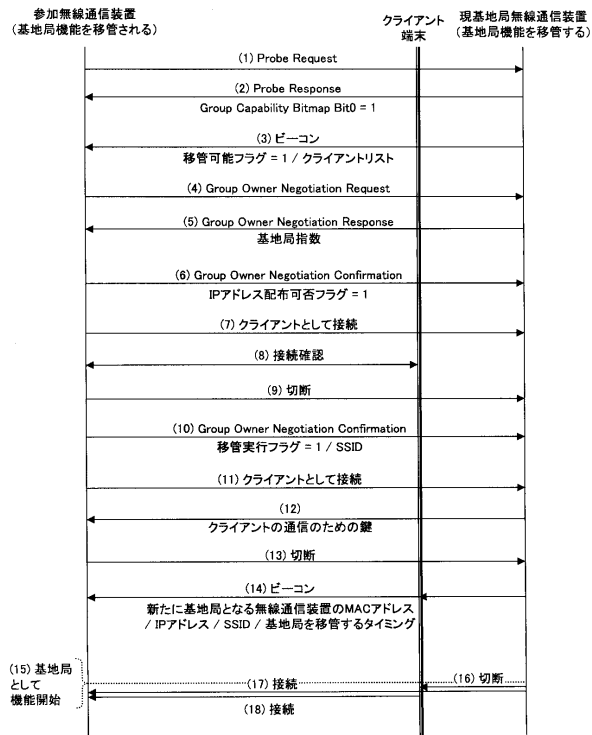 参加無線通信装置
(基地局機能を移管される)
クライアント
端末
現基地局無線通信装置
(基地局機能を移管する)
(1) Probe Request
(2) Probe Response
Group Capability Bitmap Bit0 = 1
(3) ビーコン
移管可能フラグ = 1 / クライアントリスト
(4) Group Owner Negotiation Request
(5) Group Owner Negotiation Response
基地局指数
(6) Group Owner Negotiation Confirmation
IPアドレス配布可否フラグ = 1
(7) クライアントとして接続
(8) 接続確認
(9) 切断
(10) Group Owner Negotiation Confirmation
移管実行フラグ = 1 / SSID
(11) クライアントとして接続
(12)
クライアントの通信のための鍵
(13) 切断
(14) ビーコン
新たに基地局となる無線通信装置のMACアドレス
/ IPアドレス / SSID / 基地局を移管するタイミング
(15) 基地局
として
機能開始
(16) 切断
(17) 接続
(18) 接続